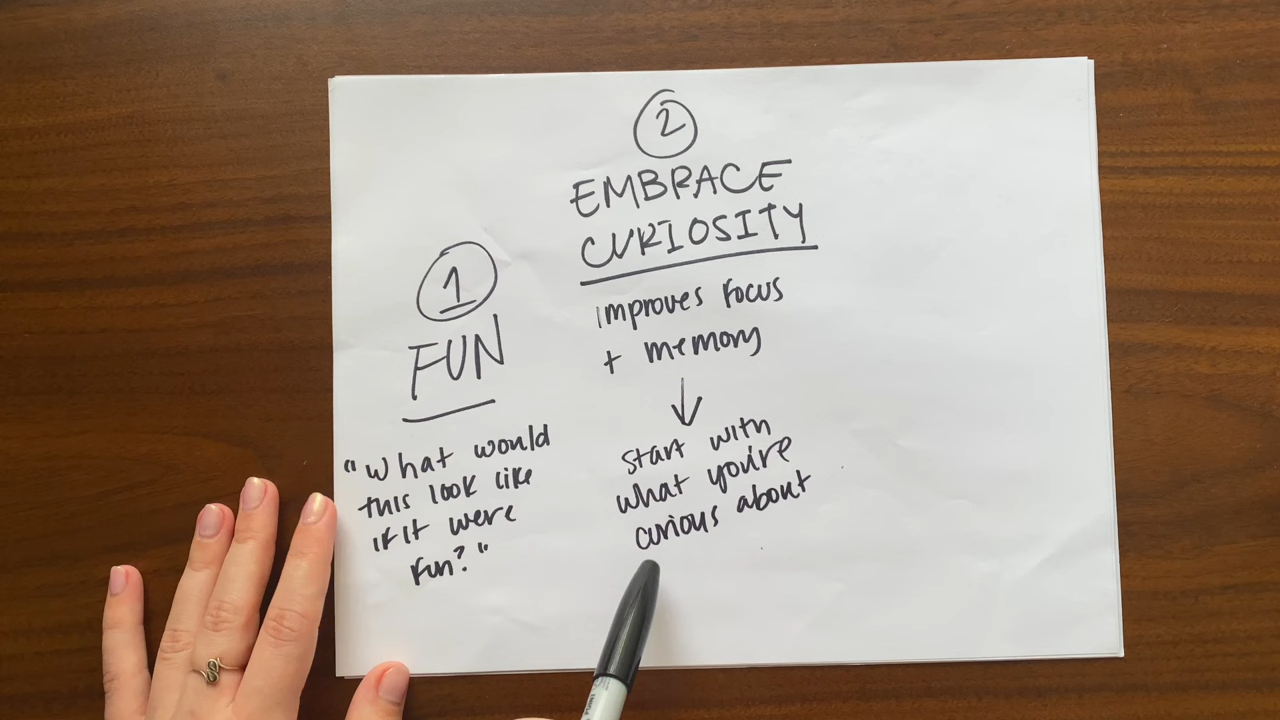 1
FUN
"What would
this look like
if it were
fun?"
2
EMBRACE
CURIOSITY
improves focus
+ memory
↓
start with
what you're
curious about